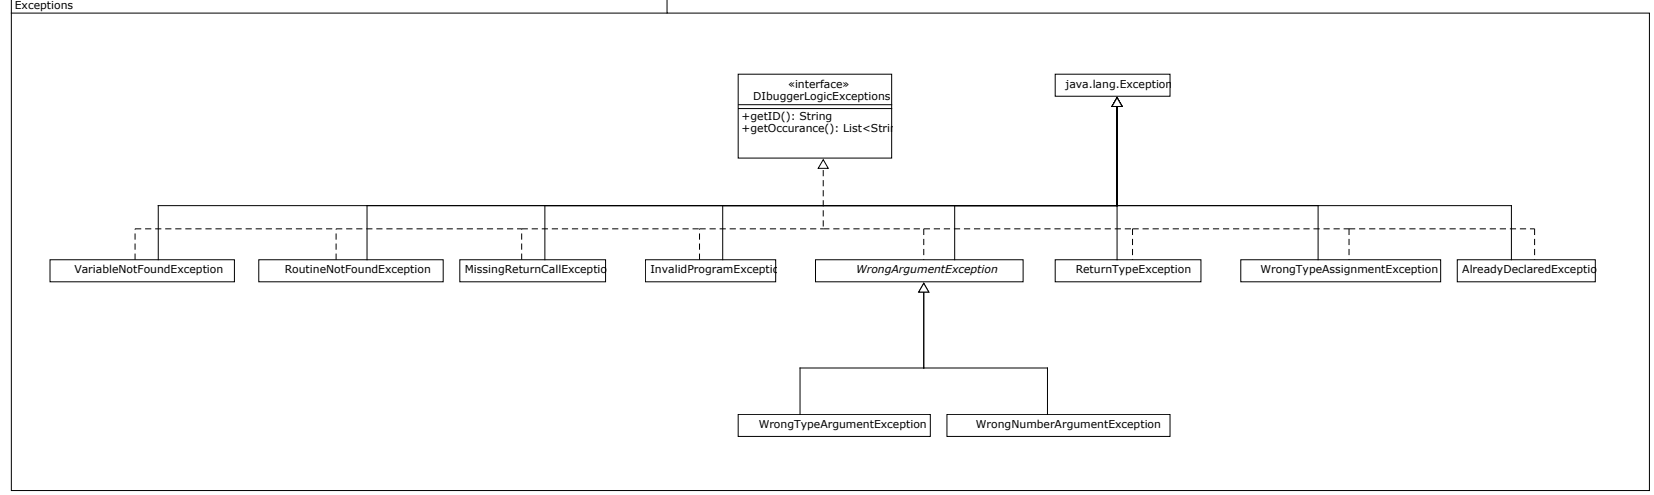 Exceptions
«interface»
DIbuggerLogicExceptions
+getID(): String
+getOccurance(): List<Stri
java.lang.Exception
VariableNotFoundException
RoutineNotFoundException
MissingReturnCallExceptio
InvalidProgramExceptic
WrongArgumentException
ReturnTypeException
WrongTypeAssignmentException
AlreadyDeclaredExceptio
WrongTypeArgumentException
WrongNumberArgumentException